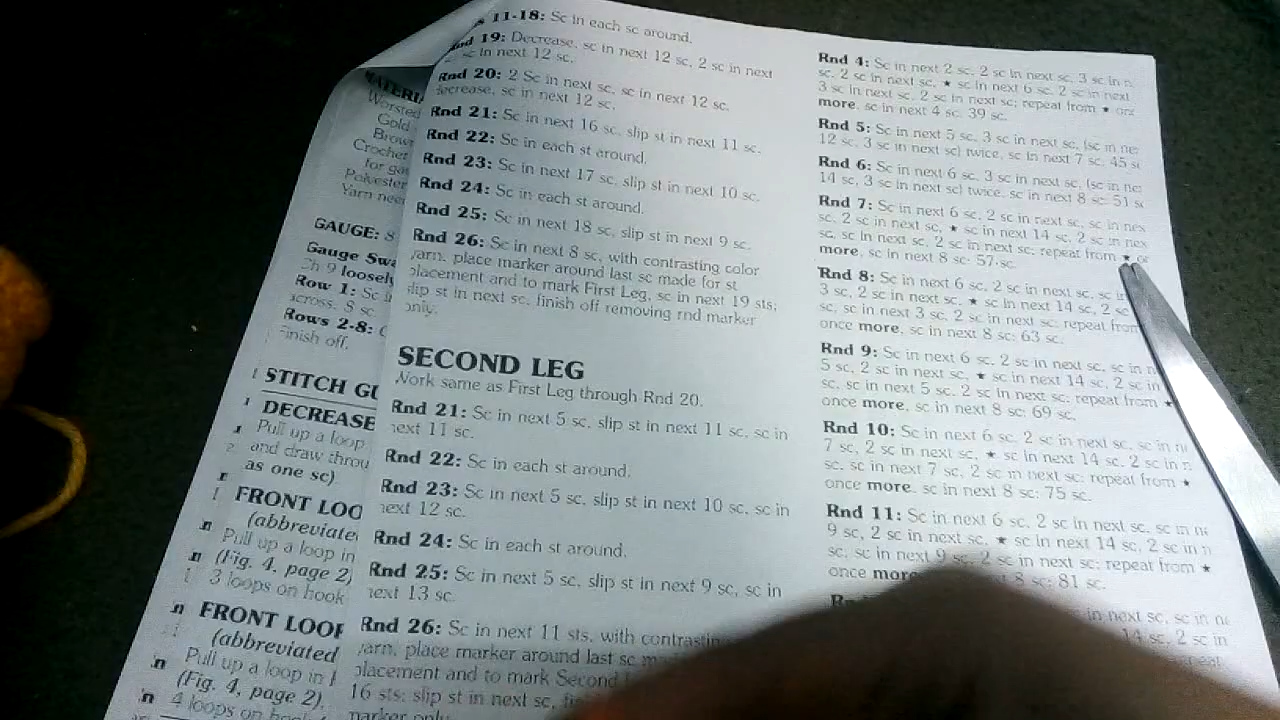 11-18: Sc in each sc around.
19: Decrease, sc in next 12 sc, 2 sc in next
sc in next 12 sc.
Rnd 20: 2 Sc in next sc, sc in next 12 sc,
decrease, sc in next 12 sc.
Rnd 21: Sc in next 16 sc, slip st in next 11 sc.
Rnd 22: Sc in each st around.
Rnd 23: Sc in next 17 sc, slip st in next 10 sc.
Rnd 24: Sc in each st around.
Rnd 25: Sc in next 18 sc, slip st in next 9 sc.
Rnd 26: Sc in next 8 sc, with contrasting color
yarn, place marker around last sc made for st
placement and to mark First Leg, sc in next 19 sts;
slip st in next sc, finish off removing rnd marker
only.
SECOND LEG
Work same as First Leg through Rnd 20.
Rnd 21: Sc in next 5 sc, slip st in next 11 sc, sc in
next 11 sc.
Rnd 22: Sc in each st around.
Rnd 23: Sc in next 5 sc, slip st in next 10 sc, sc in
next 12 sc.
Rnd 24: Sc in each st around.
Rnd 25: Sc in next 5 sc, slip st in next 9 sc, sc in
next 13 sc.
Rnd 26: Sc in next 11 sts, with contrasting
yarn, place marker around last sc
placement and to mark Second
16 sts; slip st in next sc,
marker only.
Rnd 4: Sc in next 2 sc, 2 sc in next sc, 3 sc in
sc, 2 sc in next sc, ★ sc in next 6 sc, 2 sc in next
3 sc in next sc, 2 sc in next sc; repeat from ★
more, sc in next 4 sc: 39 sc.
Rnd 5: Sc in next 5 sc, 3 sc in next sc, (sc in
12 sc, 3 sc in next sc) twice, sc in next 7 sc: 45
Rnd 6: Sc in next 6 sc, 3 sc in next sc, (sc in
14 sc, 3 sc in next sc) twice, sc in next 8 sc: 51
Rnd 7: Sc in next 6 sc, 2 sc in next sc, sc in
sc, 2 sc in next sc, ★ sc in next 14 sc, 2 sc in
sc, sc in next sc, 2 sc in next sc; repeat from ★
more, sc in next 8 sc: 57 sc.
Rnd 8: Sc in next 6 sc, 2 sc in next sc, sc
3 sc, 2 sc in next sc, ★ sc in next 14 sc, 2 sc
sc, sc in next 3 sc, 2 sc in next sc; repeat from
once more, sc in next 8 sc: 63 sc.
Rnd 9: Sc in next 6 sc, 2 sc in next sc, sc in
5 sc, 2 sc in next sc, ★ sc in next 14 sc, 2 sc in
sc, sc in next 5 sc, 2 sc in next sc; repeat from ★
once more, sc in next 8 sc: 69 sc.
Rnd 10: Sc in next 6 sc, 2 sc in next sc, sc in
7 sc, 2 sc in next sc, ★ sc in next 14 sc, 2 sc in
sc, sc in next 7 sc, 2 sc in next sc; repeat from ★
once more, sc in next 8 sc: 75 sc.
Rnd 11: Sc in next 6 sc, 2 sc in next sc, sc in
9 sc, 2 sc in next sc, ★ sc in next 14 sc, 2 sc in
sc, sc in next 9 sc, 2 sc in next sc; repeat from ★
once more 8 sc: 81 sc.
in next sc, sc in
14 sc, 2 sc in
Worsted
Gold
Brown
Crochet
for
Polyester
Yarn
GAUGE:
Gauge
Ch 9 loosely
Row 1: Sc
across: 8 sc
Rows 2-8:
Finish off.
STITCH
DECREASE
Pull up a loop
and draw
as one sc)
FRONT
Pull up a loop in
(Fig. 4, page 2)
3 loops on hook
FRONT LOOP
(abbreviated
Pull up a loop in
(Fig. 4, page 2),
4 loops on